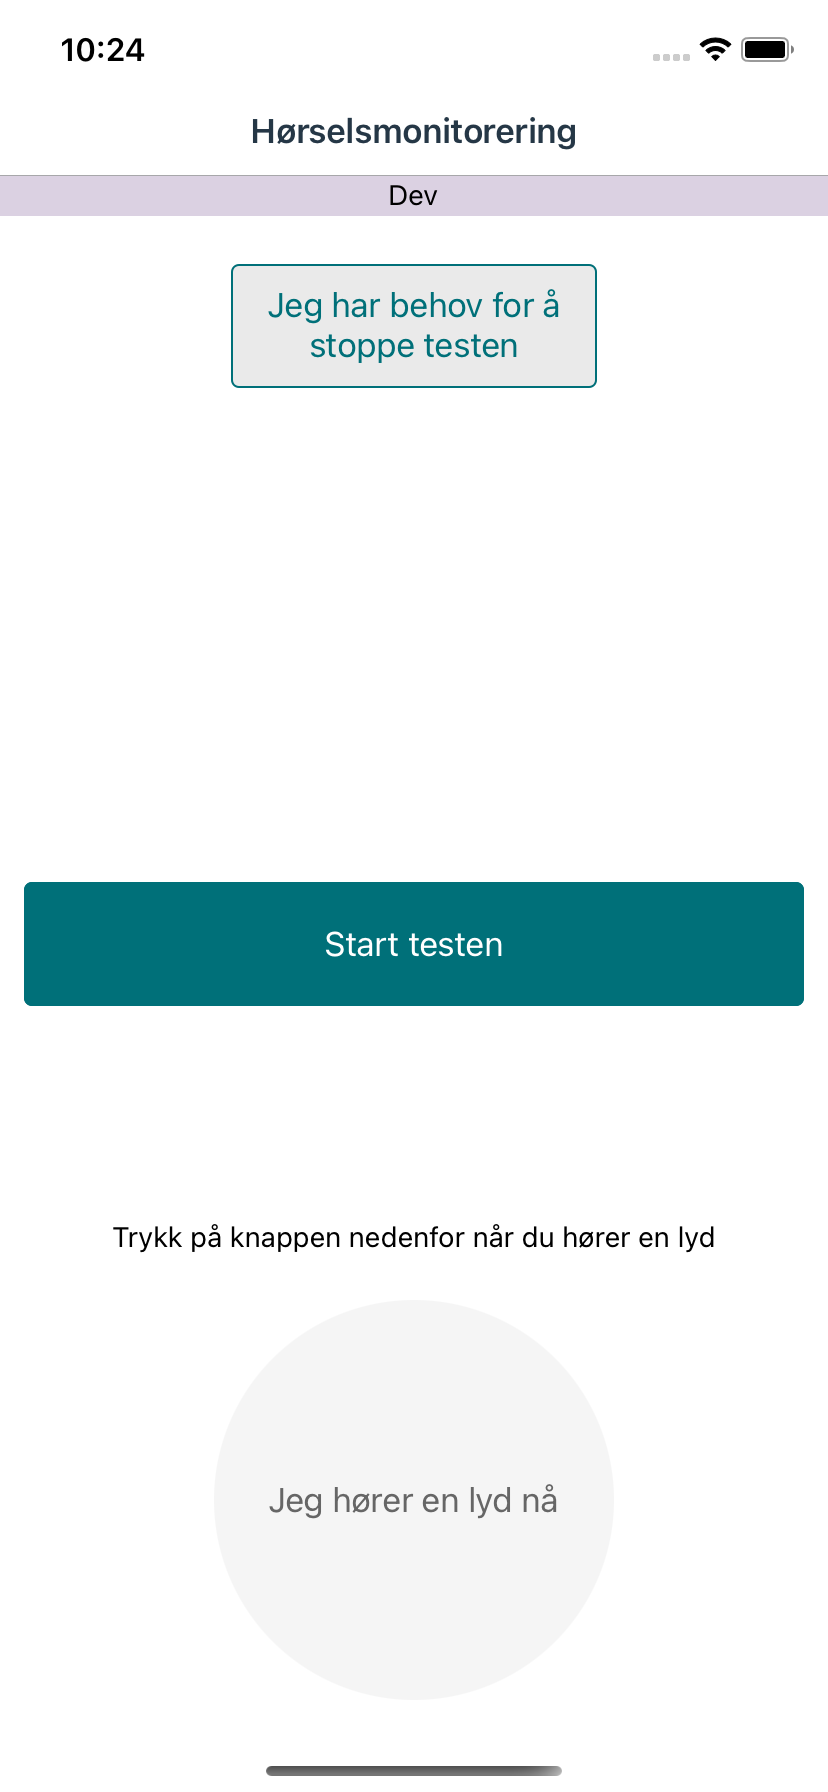 10:24
Hørselsmonitorering
Dev
Jeg har behov for å
stoppe testen
Start testen
Trykk på knappen nedenfor når du hører en lyd
Jeg hører en lyd nå